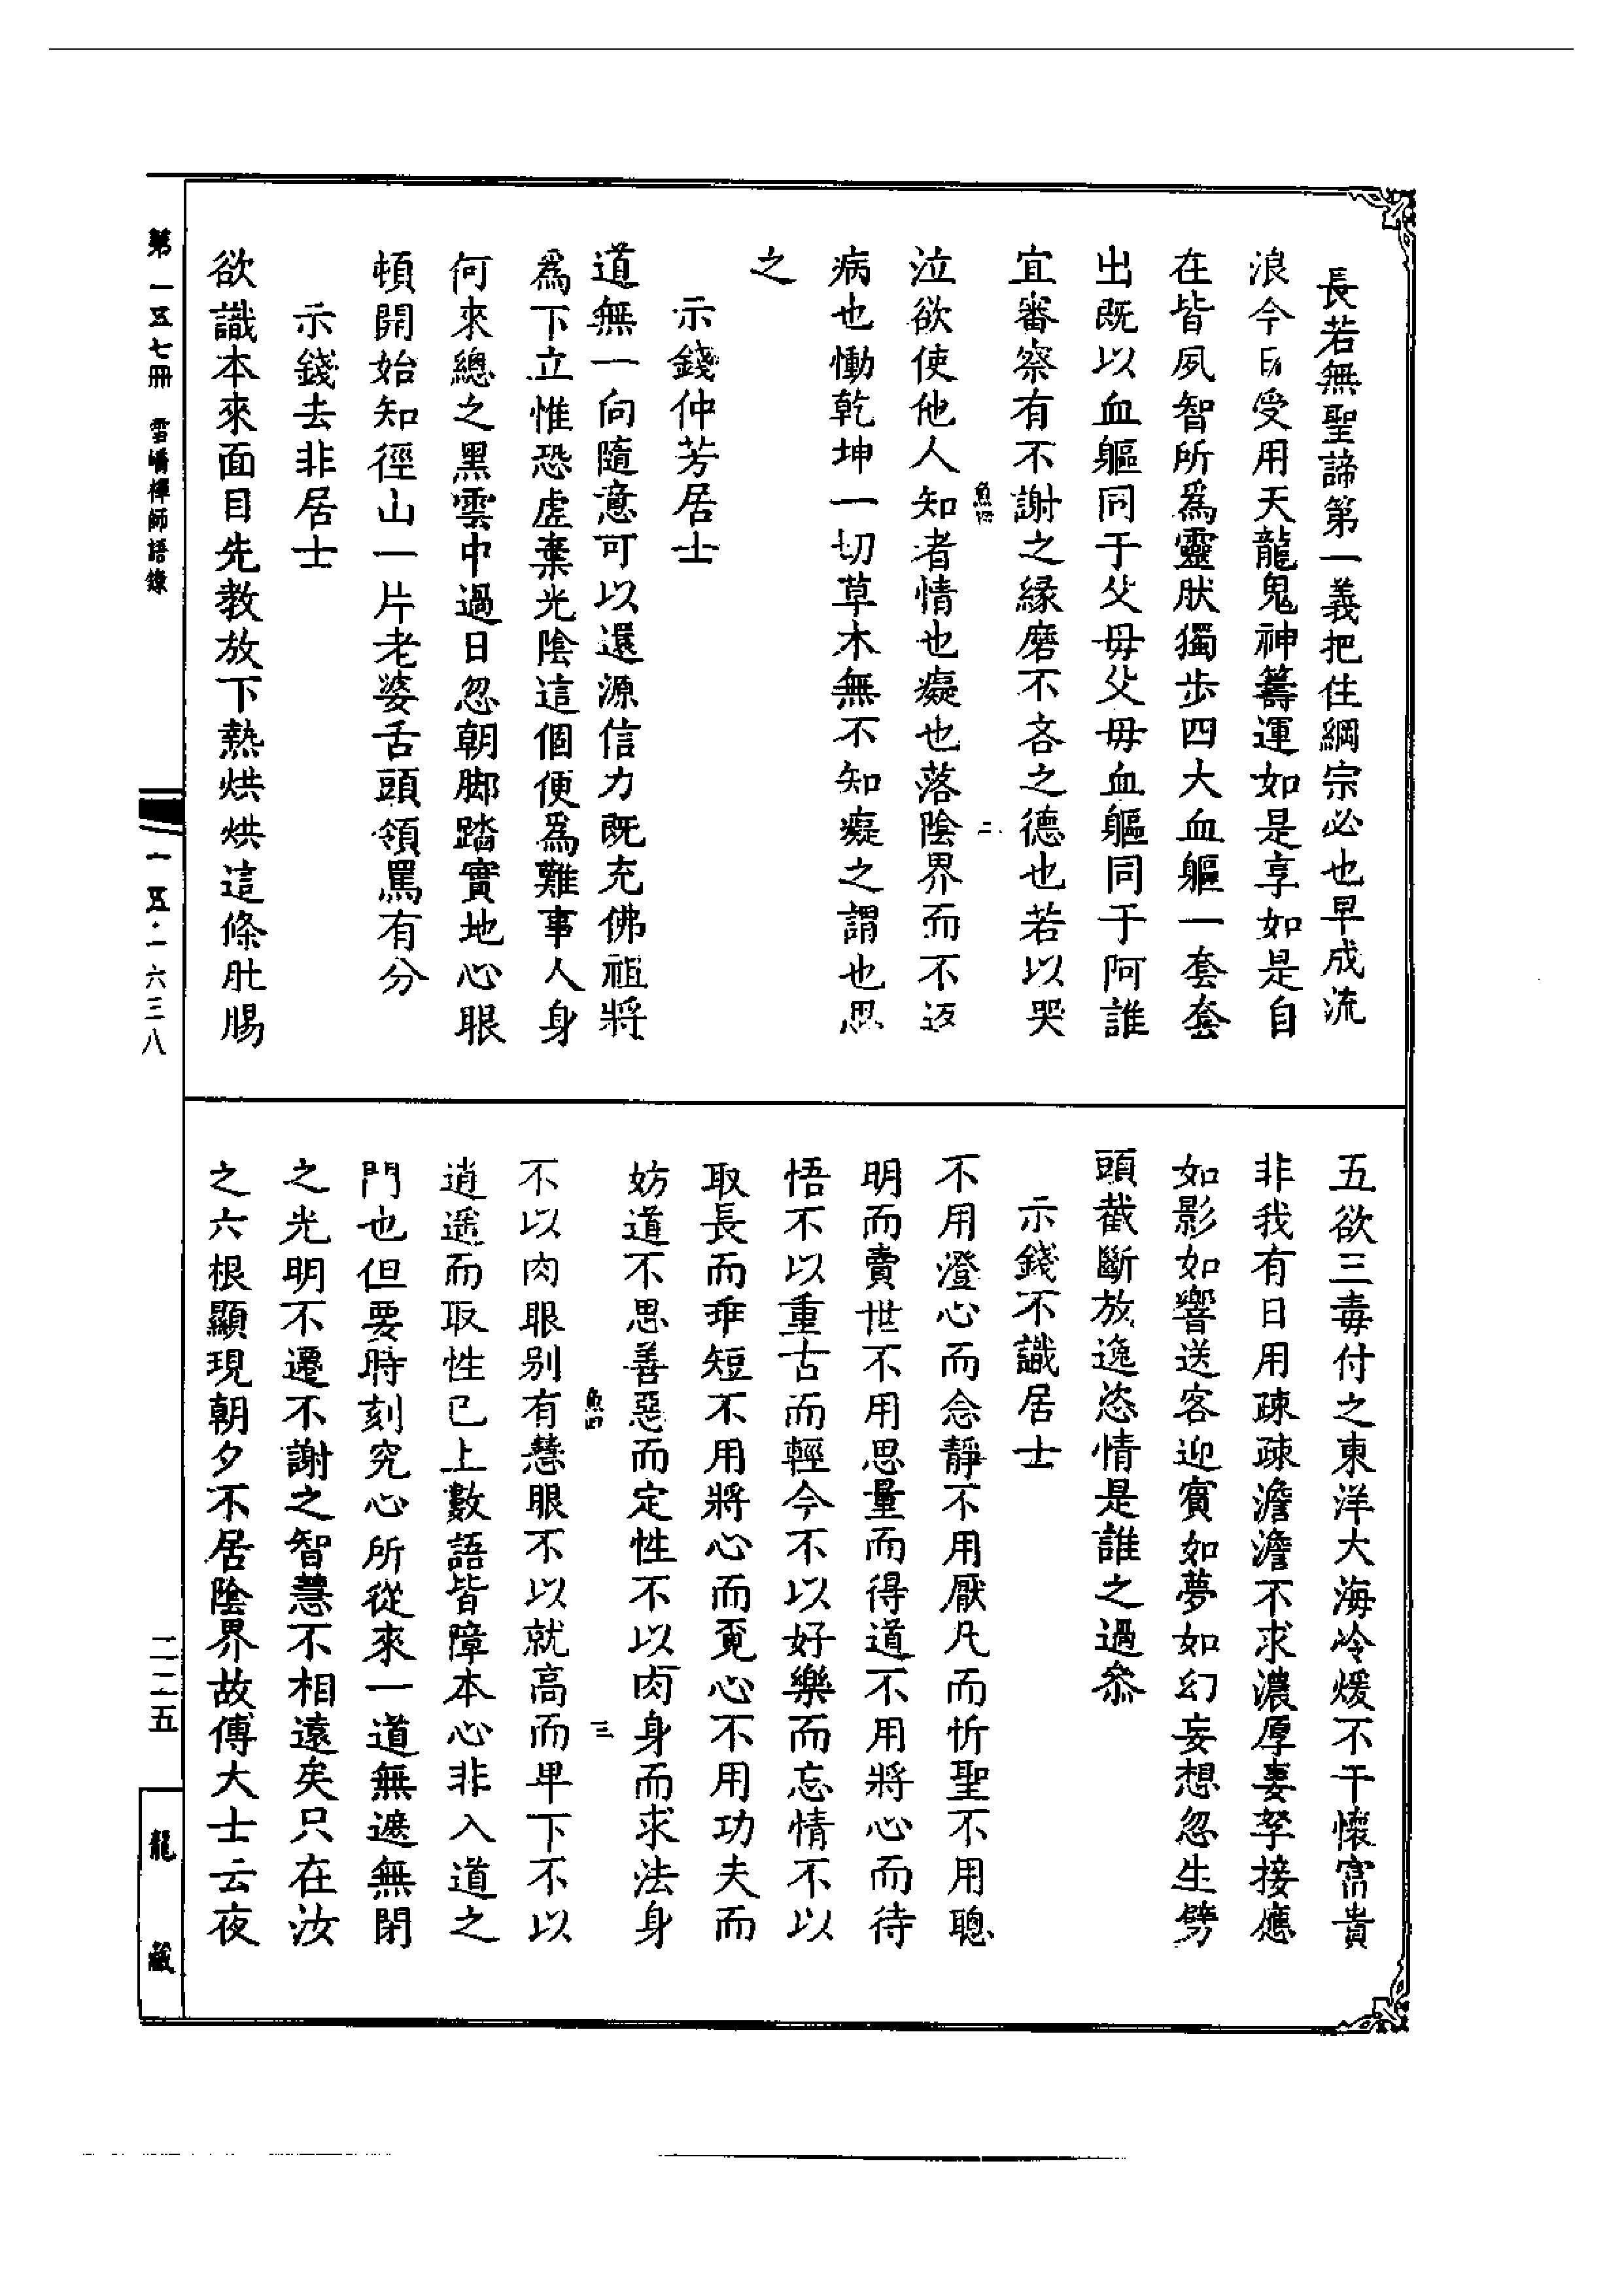 長若無聖諦第一義把住綱宗必也早成流
浪今日受用天龍鬼神籌運如是享如是自
在皆夙智所爲靈肰獨步四大血軀一套套
出既以血軀同于父母父母血軀同于阿誰
宜審察有不謝之緣磨不吝之德也若以哭
魚四 二
泣欲使他人知者情也癡也落陰界而不返
病也慟乾坤一切草木無不知癡之謂也思
之
示錢仲芳居士
道無一向隨意可以還源信力既充佛祖將
爲下立惟恐虗棄光陰這個便爲難事人身
何來總之黑雲中過日忽朝脚踏實地心眼
頓開始知徑山一片老婆舌頭領罵有分
示錢去非居士
欲識本來面目先教放下熱烘烘這條肚腸
五欲三毒付之東洋大海冷煖不干懷富貴
非我有日用疎疎澹澹不求濃厚妻孥接應
如影如響送客迎賓如夢如幻妄想忽生劈
頭截斷放逸恣情是誰之過叅
示錢不識居士
不用澄心而念靜不用厭凡而忻聖不用聰
明而賣世不用思量而得道不用將心而待
悟不以重古而輕今不以好樂而忘情不以
取長而乖短不用將心而覓心不用功夫而
妨道不思善惡而定性不以肉身而求法身
魚四 三
不以肉眼别有慧眼不以就高而卑下不以
逍遥而取性已上數語皆障本心非入道之
門也但要時刻究心所從來一道無遮無閉
之光明不遷不謝之智慧不相遠矣只在汝
之六根顯現朝夕不居陰界故傅大士云夜
第一五七冊 雪嶠禪師語錄
一五·一六三八
二二五
龍藏